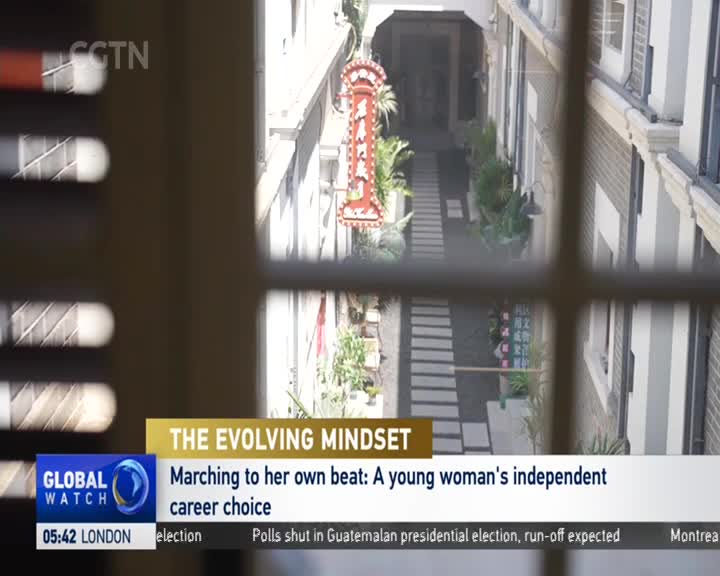 CGTN
THE EVOLVING MINDSET
Marching to her own beat: A young woman's independent
career choice
GLOBAL
WATCH
05:42 LONDON
election Polls shut in Guatemalan presidential election, run-off expected Montrea